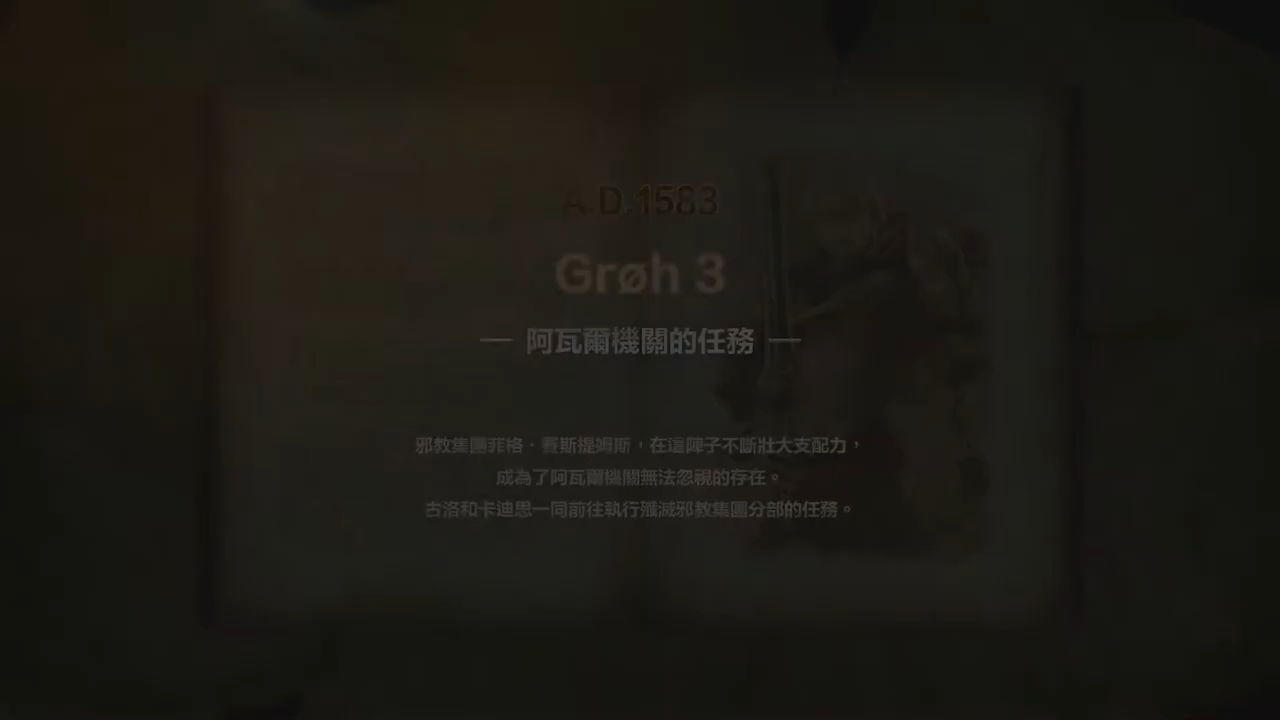 A.D.1583
Grøh 3
— 阿瓦爾機關的任務 —
邪教集團菲格·賽斯提姆斯，在這陣子不斷壯大支配力，
成為了阿瓦爾機關無法忽視的存在。
古洛和卡迪思一同前往執行殲滅邪教集團分部的任務。